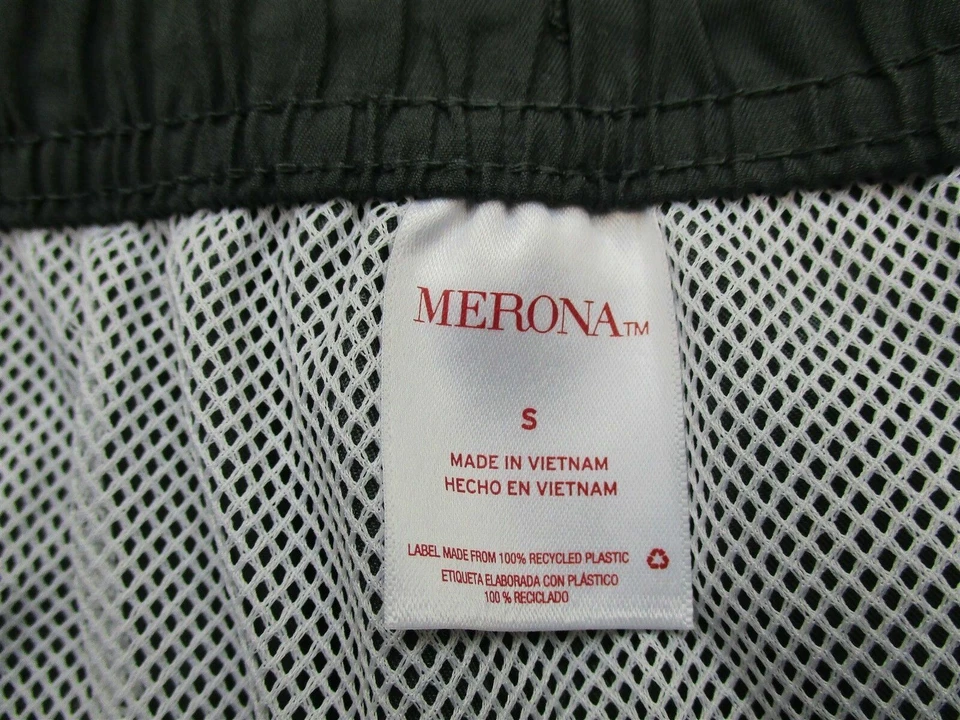 MERONA™
S
MADE IN VIETNAM
HECHO EN VIETNAM
LABEL MADE FROM 100% RECYCLED PLASTIC
ETIQUETA ELABORADA CON PLÁSTICO
100 % RECICLADO